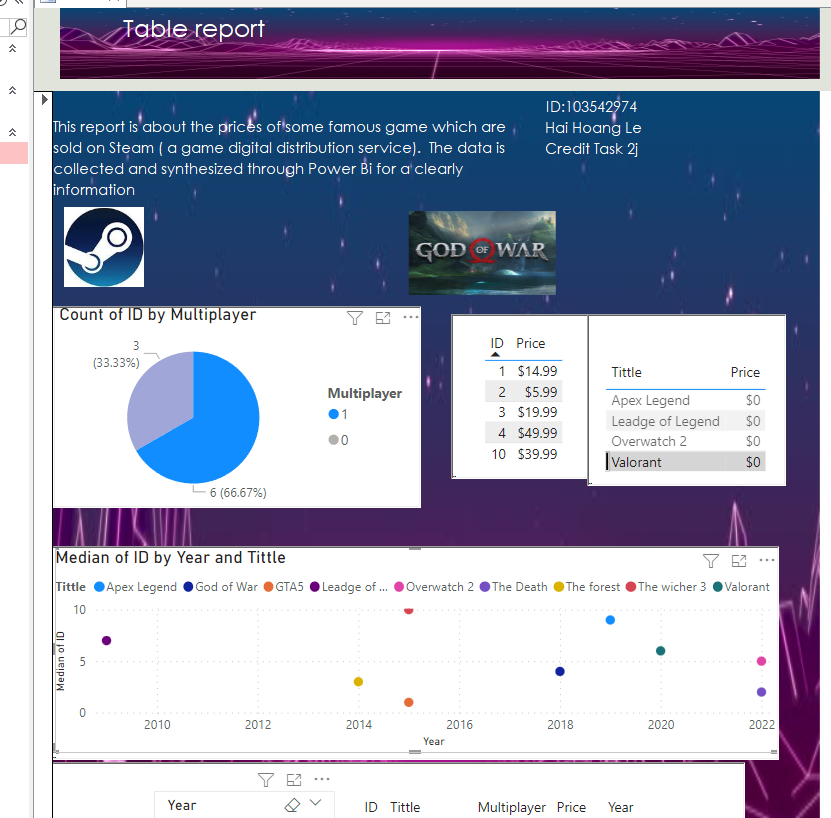 Table report
This report is about the prices of some famous game which are
sold on Steam ( a game digital distribution service). The data is
collected and synthesized through Power Bi for a clearly
information
ID:103542974
Hai Hoang Le
Credit Task 2j
GOD OF WAR
Count of ID by Multiplayer
3
(33.33%)
6 (66.67%)
Multiplayer
1
0
ID Price
1 $14.99
2 $5.99
3 $19.99
4 $49.99
10 $39.99
Tittle Price
Apex Legend $0
Leadge of Legend $0
Overwatch 2 $0
Valorant $0
Median of ID by Year and Tittle
Tittle Apex Legend God of War GTA5 Leadge of ... Overwatch 2 The Death The forest The wicher 3 Valorant
Median of ID
10
5
0
2010 2012 2014 2016 2018 2020 2022
Year
Year
ID Tittle Multiplayer Price Year